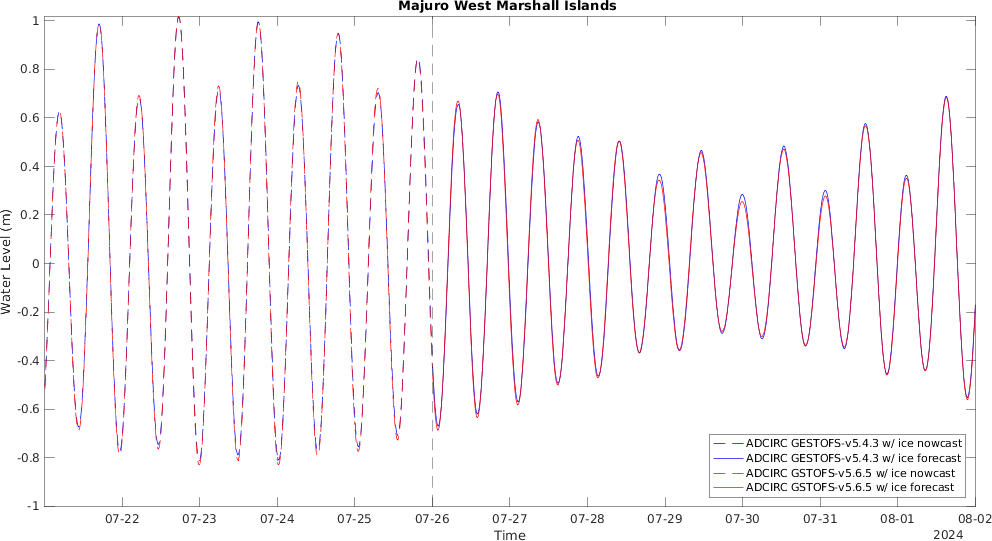 Majuro West Marshall Islands
Water Level (m)
1
0.8
0.6
0.4
0.2
0
-0.2
-0.4
-0.6
-0.8
-1
ADCIRC GESTOFS-v5.4.3 w/ ice nowcast
ADCIRC GESTOFS-v5.4.3 w/ ice forecast
ADCIRC GSTOFS-v5.6.5 w/ ice nowcast
ADCIRC GSTOFS-v5.6.5 w/ ice forecast
07-22 07-23 07-24 07-25 07-26 07-27 07-28 07-29 07-30 07-31 08-01 08-02
Time 2024